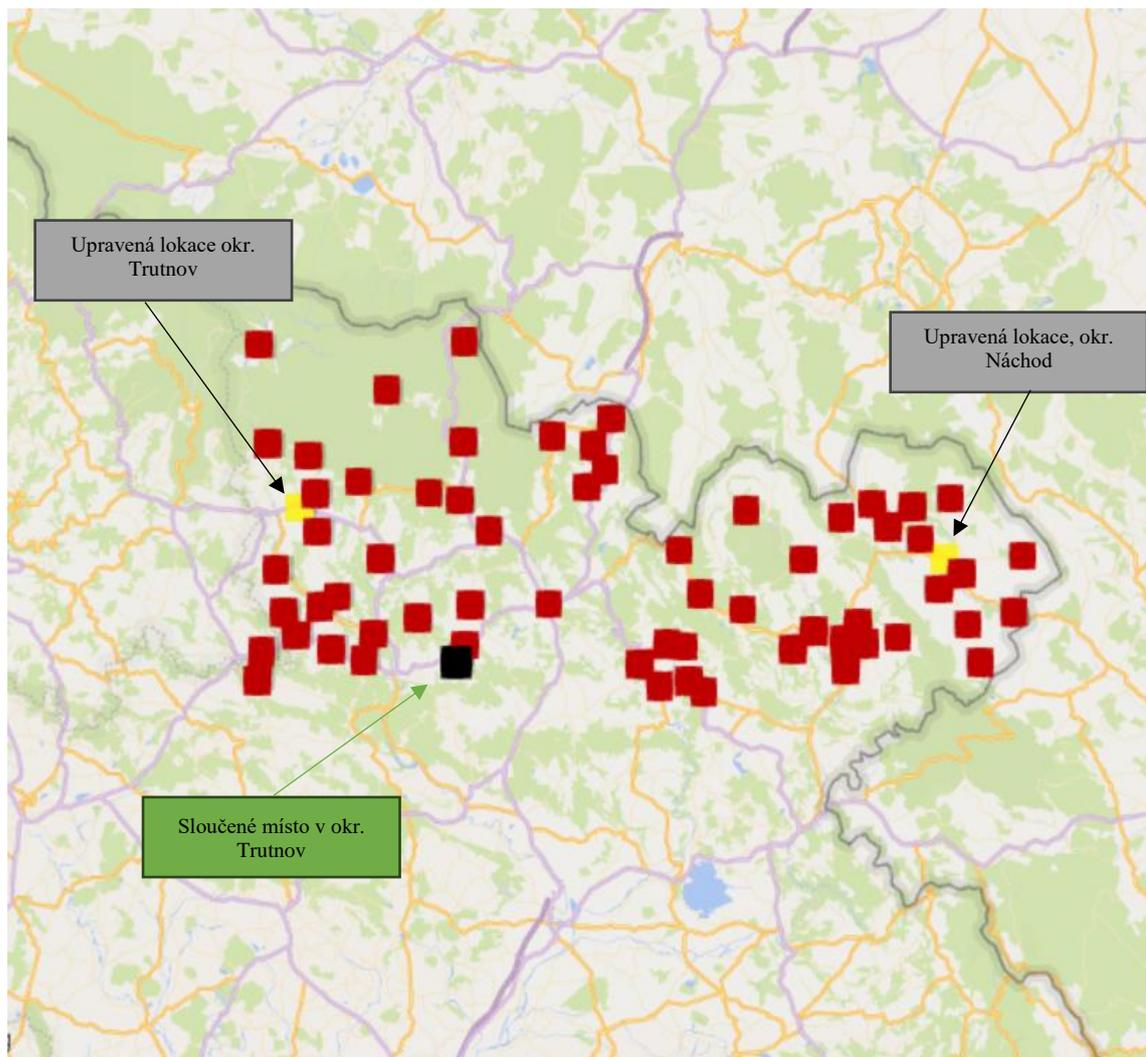 Upravená lokace okr.
Trutnov
Upravená lokace, okr.
Náchod
Sloučené místo v okr.
Trutnov